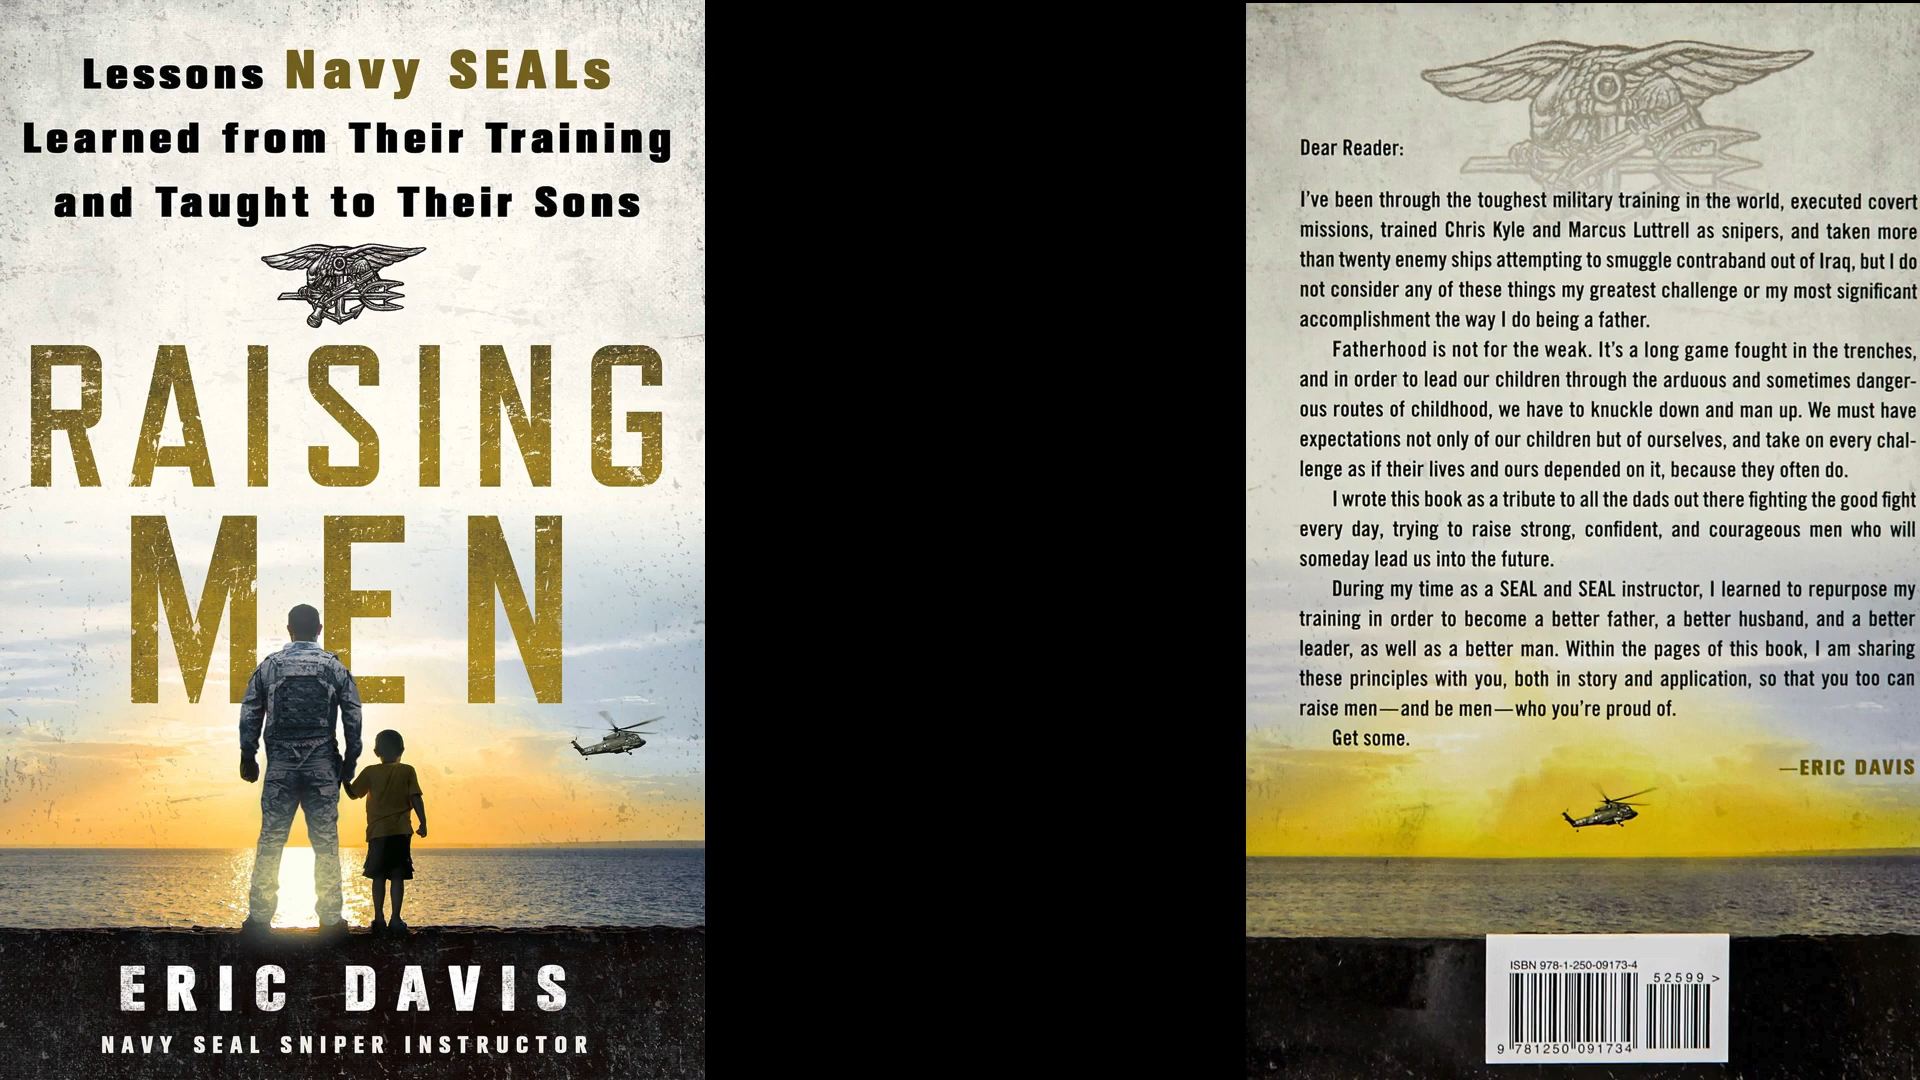 Lessons Navy SEALs
Learned from Their Training
and Taught to Their Sons
RAISING
MEN
ERIC DAVIS
NAVY SEAL SNIPER INSTRUCTOR
Dear Reader:
I've been through the toughest military training in the world, executed covert
missions, trained Chris Kyle and Marcus Luttrell as snipers, and taken more
than twenty enemy ships attempting to smuggle contraband out of Iraq, but I do
not consider any of these things my greatest challenge or my most significant
accomplishment the way I do being a father.
Fatherhood is not for the weak. It's a long game fought in the trenches,
and in order to lead our children through the arduous and sometimes danger-
ous routes of childhood, we have to knuckle down and man up. We must have
expectations not only of our children but of ourselves, and take on every chal-
lenge as if their lives and ours depended on it, because they often do.
I wrote this book as a tribute to all the dads out there fighting the good fight
every day, trying to raise strong, confident, and courageous men who will
someday lead us into the future.
During my time as a SEAL and SEAL instructor, I learned to repurpose my
training in order to become a better father, a better husband, and a better
leader, as well as a better man. Within the pages of this book, I am sharing
these principles with you, both in story and application, so that you too can
raise men—and be men—who you're proud of.
Get some.
—ERIC DAVIS
ISBN 978-1-250-09173-4
52599 >
9 781250 091734